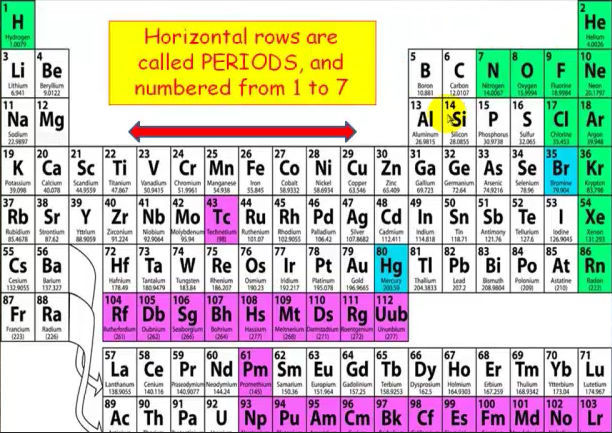 1 2
H He
Hydrogen Helium
1.0079 4.0026
Horizontal rows are
called PERIODS, and
numbered from 1 to 7
3 4 5 6 7 8 9 10
Li Be B C N O F Ne
Lithium Beryllium Boron Carbon Nitrogen Oxygen Fluorine Neon
6.941 9.0122 12.0107 14.0067 15.9994 18.9984 20.1797
11 12 13 14 15 16 17 18
Na Mg Al Si P S Cl Ar
Sodium Aluminum Silicon Phosphorus Sulfur Chlorine Argon
22.9897 26.9815 28.0855 30.9738 32.065 35.453 39.948
19 20 21 22 23 24 25 26 27 28 29 30 31 32 33 34 35 36
K Ca Sc Ti V Cr Mn Fe Co Ni Cu Zn Ga Ge As Se Br Kr
Potassium Calcium Scandium Titanium Vanadium Chromium Manganese Iron Cobalt Nickel Copper Zinc Gallium Germanium Arsenic Selenium Bromine Krypton
39.098 40.078 44.9559 47.867 50.9415 51.9961 54.938 55.845 58.9332 58.6934 63.546 65.409 69.723 72.64 74.9216 78.96 79.904 83.798
37 38 39 40 41 42 43 44 45 46 47 48 49 50 51 52 53 54
Rb Sr Y Zr Nb Mo Tc Ru Rh Pd Ag Cd In Sn Sb Te I Xe
Rubidium Strontium Yttrium Zirconium Niobium Molybdenum Technetium Ruthenium Rhodium Palladium Silver Cadmium Indium Tin Antimony Tellurium Iodine Xenon
85.4678 87.62 88.9059 91.224 92.9064 95.94 (98) 101.07 102.9055 106.42 107.8682 112.411 114.818 118.71 121.76 127.6 126.9045 131.293
55 56 72 73 74 75 76 77 78 79 80 81 82 83 84 85 86
Cs Ba Hf Ta W Re Os Ir Pt Au Hg Tl Pb Bi Po At Rn
Cesium Barium Hafnium Tantalum Tungsten Rhenium Osmium Iridium Platinum Gold Mercury Thallium Lead Bismuth Polonium Astatine Radon
132.9055 137.327 178.49 180.9479 183.84 186.207 190.23 192.217 195.078 196.9665 200.59 204.3833 207.2 208.9804 (209) (210) (222)
87 88 104 105 106 107 108 109 110 111 112
Fr Ra Rf Db Sg Bh Hs Mt Ds Rg Uub
Francium Radium Rutherfordium Dubnium Seaborgium Bohrium Hassium Meitnerium Darmstadtium Roentgenium Ununbium
(223) (226) (261) (262) (266) (264) (277) (268) (271) (272) (277)
57 58 59 60 61 62 63 64 65 66 67 68 69 70 71
La Ce Pr Nd Pm Sm Eu Gd Tb Dy Ho Er Tm Yb Lu
Lanthanum Cerium Praseodymium Neodymium Promethium Samarium Europium Gadolinium Terbium Dysprosium Holmium Erbium Thulium Ytterbium Lutetium
138.9055 140.116 140.9077 144.24 (145) 150.36 151.964 157.25 158.9253 162.5 164.9303 167.259 168.9342 173.04 174.967
89 90 91 92 93 94 95 96 97 98 99 100 101 102 103
Ac Th Pa U Np Pu Am Cm Bk Cf Es Fm Md No Lr